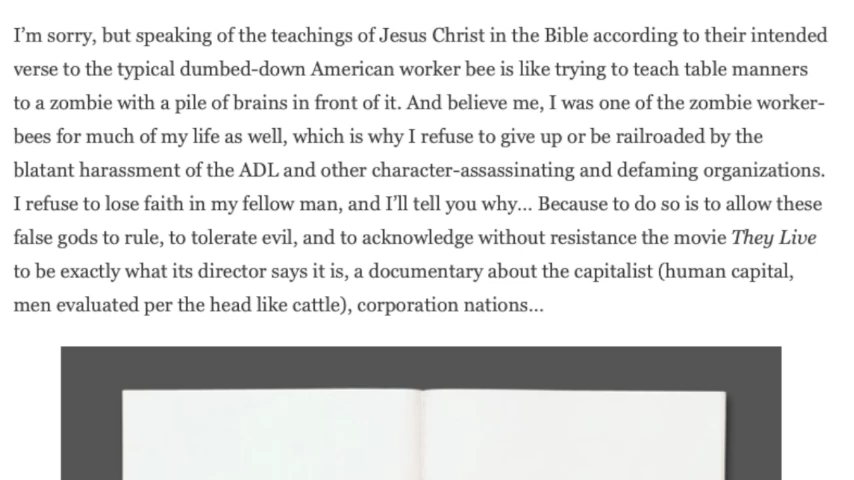 I’m sorry, but speaking of the teachings of Jesus Christ in the Bible according to their intended
verse to the typical dumbed-down American worker bee is like trying to teach table manners
to a zombie with a pile of brains in front of it. And believe me, I was one of the zombie worker-
bees for much of my life as well, which is why I refuse to give up or be railroaded by the
blatant harassment of the ADL and other character-assassinating and defaming organizations.
I refuse to lose faith in my fellow man, and I’ll tell you why… Because to do so is to allow these
false gods to rule, to tolerate evil, and to acknowledge without resistance the movie They Live
to be exactly what its director says it is, a documentary about the capitalist (human capital,
men evaluated per the head like cattle), corporation nations…